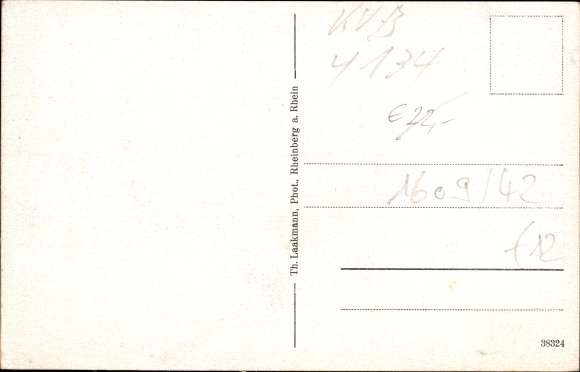 Th. Laakmann, Phot., Rheinberg a. Rhein
KVB
4134
€ 22,-
1609/42
€12
38324